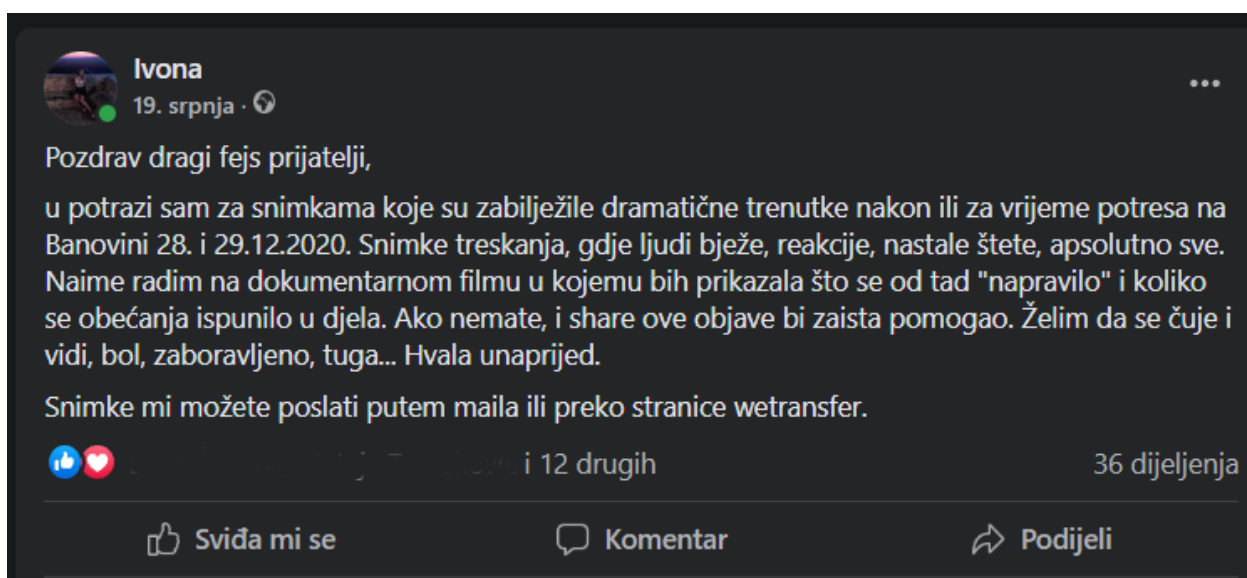 Ivona
19. srpnja ·
Pozdrav dragi fejs prijatelji,
u potrazi sam za snimkama koje su zabilježile dramatične trenutke nakon ili za vrijeme potresa na
Banovini 28. i 29.12.2020. Snimke treskanja, gdje ljudi bježe, reakcije, nastale štete, apsolutno sve.
Naime radim na dokumentarnom filmu u kojemu bih prikazala što se od tad "napravilo" i koliko
se obećanja ispunilo u djela. Ako nemate, i share ove objave bi zaista pomogao. Želim da se čuje i
vidi, bol, zaboravljeno, tuga... Hvala unaprijed.
Snimke mi možete poslati putem maila ili preko stranice wetransfer.
i 12 drugih 36 dijeljenja
Sviđa mi se Komentar Podijeli